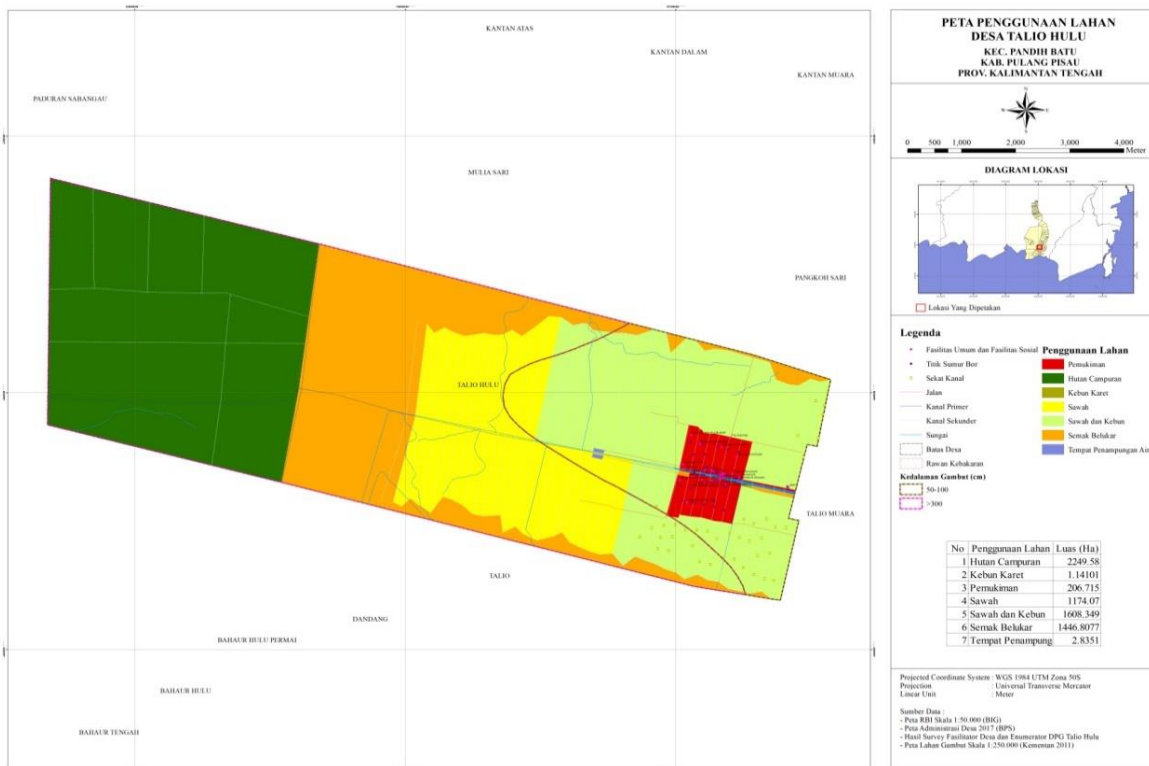 KANTAN ATAS
KANTAN DALAM
KANTAN MUARA
PADURAN SABANGAU
MULIA SARI
PANGKOH SARI
TALIO HULU
TALIO MUARA
TALIO
DANDANG
BAHAUR HULU PERMAI
BAHAUR HULU
BAHAUR TENGAH
PETA PENGGUNAAN LAHAN
DESA TALIO HULU
KEC. PANDIH BATU
KAB. PULANG PISAU
PROV. KALIMANTAN TENGAH
N
W E
S
0 500 1,000 2,000 3,000 4,000
Meter
DIAGRAM LOKASI
Lokasi Yang Dipetakan
Legenda
Fasilitas Umum dan Fasilitas Sosial
Titik Sumur Bor
Sekat Kanal
Jalan
Kanal Primer
Kanal Sekunder
Sungai
Batas Desa
Rawan Kebakaran
Kedalaman Gambut (cm)
50-100
>300
Penggunaan Lahan
Pemukiman
Hutan Campuran
Kebun Karet
Sawah
Sawah dan Kebun
Semak Belukar
Tempat Penampungan Air
No Penggunaan Lahan Luas (Ha)
1 Hutan Campuran 2249.58
2 Kebun Karet 1.14101
3 Pemukiman 206.715
4 Sawah 1174.07
5 Sawah dan Kebun 1608.349
6 Semak Belukar 1446.8077
7 Tempat Penampung 2.8351
Projected Coordinate System : WGS 1984 UTM Zona 50S
Projection : Universal Transverse Mercator
Linear Unit : Meter
Sumber Data :
- Peta RBI Skala 1:50.000 (BIG)
- Peta Administrasi Desa 2017 (BPS)
- Hasil Survey Fasilitator Desa dan Enumerator DPG Talio Hulu
- Peta Lahan Gambut Skala 1:250.000 (Kementan 2011)